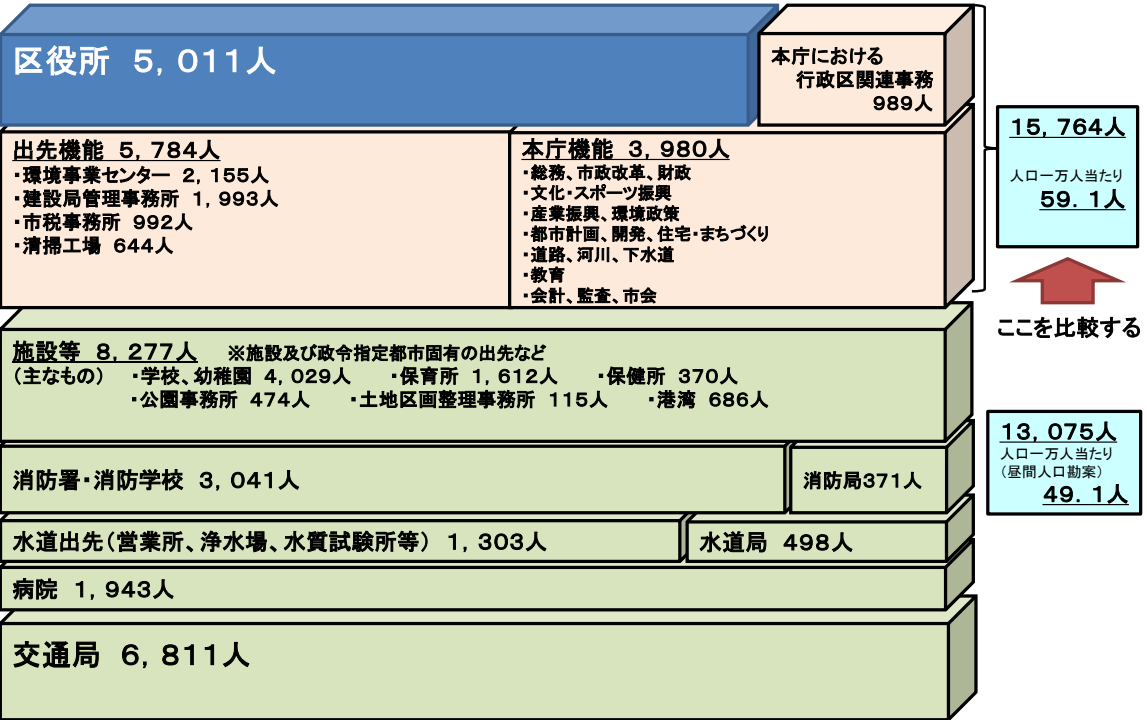 区役所　５，０１１人
本庁における
行政区関連事務
９８９人
出先機能　５，７８４人
・環境事業センター　２，１５５人
・建設局管理事務所　１，９９３人
・市税事務所　９９２人
・清掃工場　６４４人
本庁機能　３，９８０人
・総務、市政改革、財政
・文化・スポーツ振興
・産業振興、環境政策
・都市計画、開発、住宅・まちづくり
・道路、河川、下水道
・教育
・会計、監査、市会
１５，７６４人
人口一万人当たり
５９．１人
ここを比較する
施設等　８，２７７人　※施設及び政令指定都市固有の出先など
（主なもの）　・学校、幼稚園　４，０２９人　・保育所　１，６１２人　・保健所　３７０人
・公園事務所　４７４人　・土地区画整理事務所　１１５人　・港湾　６８６人
１３，０７５人
人口一万人当たり
（昼間人口勘案）
４９．１人
消防署・消防学校　３，０４１人
消防局３７１人
水道出先（営業所、浄水場、水質試験所等）　１，３０３人
水道局　４９８人
病院　１，９４３人
交通局　６，８１１人